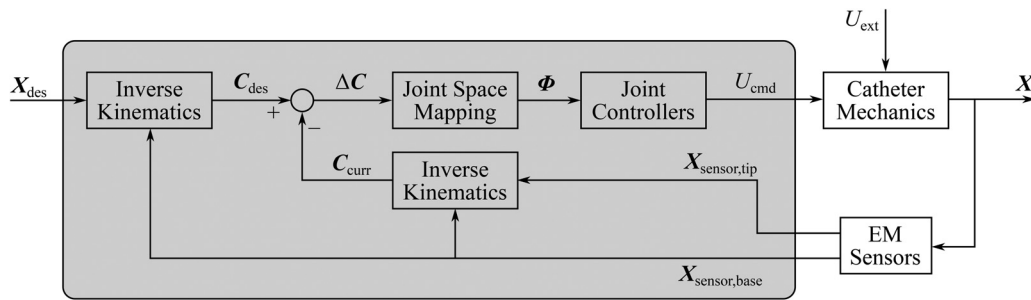 U_ext
X_des
Inverse
Kinematics
C_des
+
−
ΔC
Joint Space
Mapping
Φ
Joint
Controllers
U_cmd
Catheter
Mechanics
X
C_curr
Inverse
Kinematics
X_sensor,tip
EM
Sensors
X_sensor,base